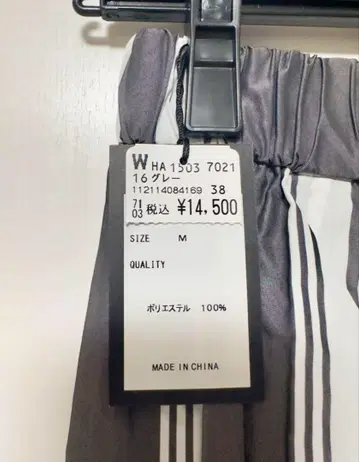 W HA 1503 7021
16 グレー
112114084169 38
71
03 税込 ¥14,500
SIZE M
QUALITY
ポリエステル 100%
MADE IN CHINA